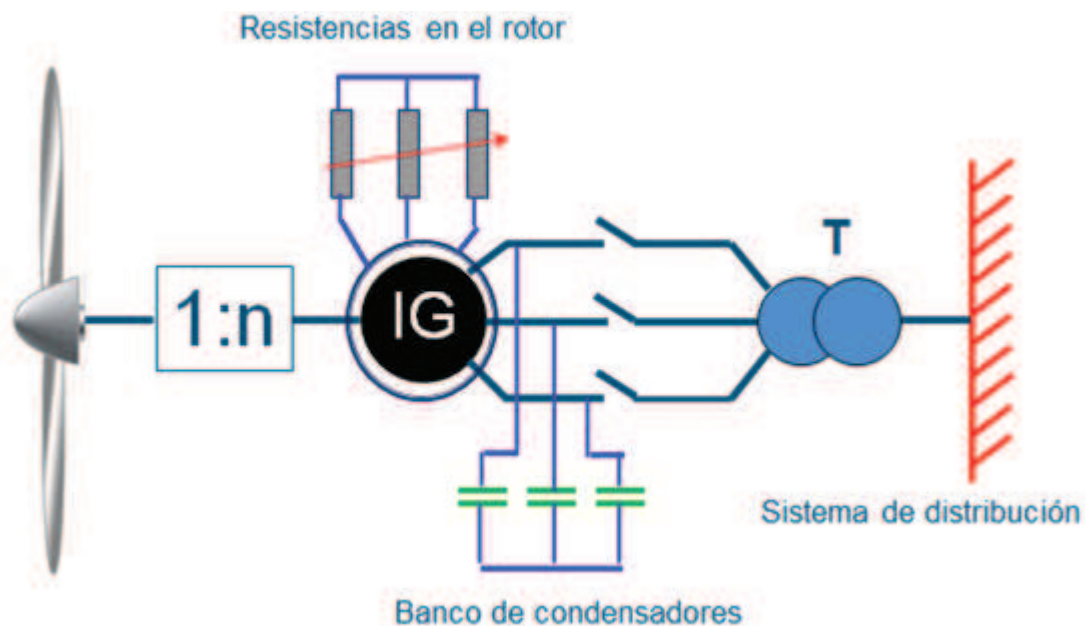 Resistencias en el rotor
T
1:n
IG
Sistema de distribución
Banco de condensadores